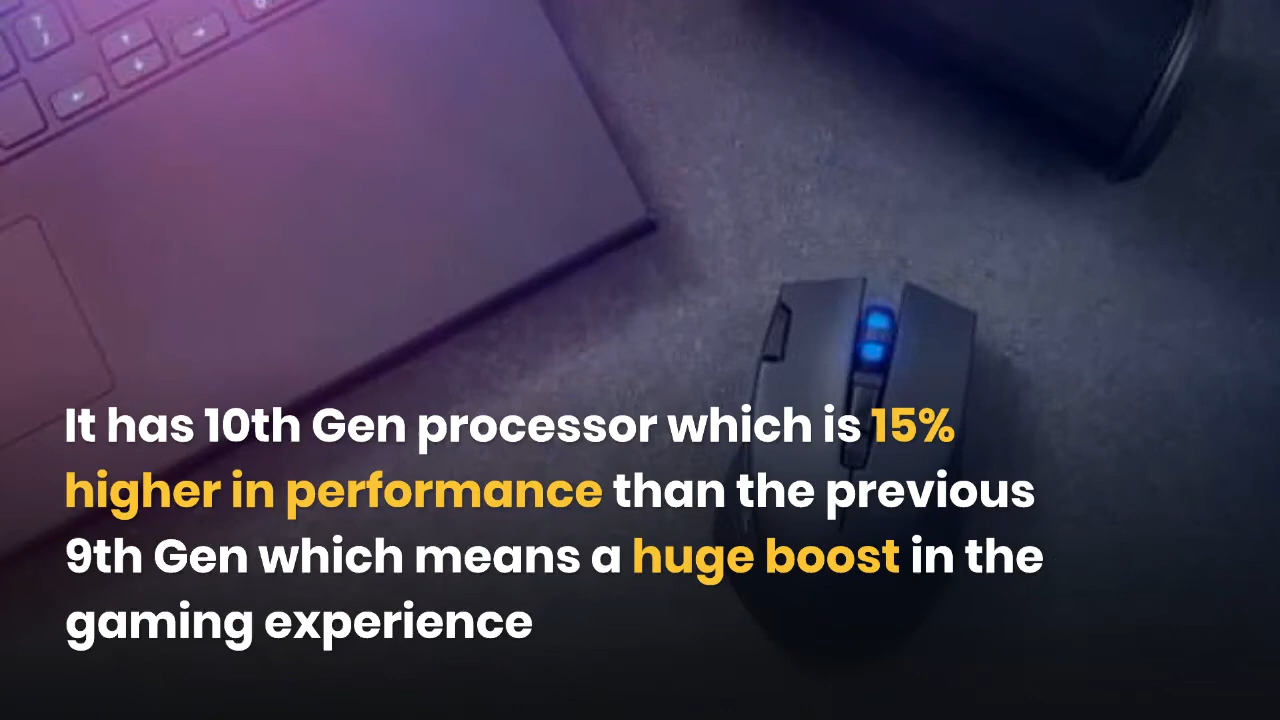 It has 10th Gen processor which is 15%
higher in performance than the previous
9th Gen which means a huge boost in the
gaming experience